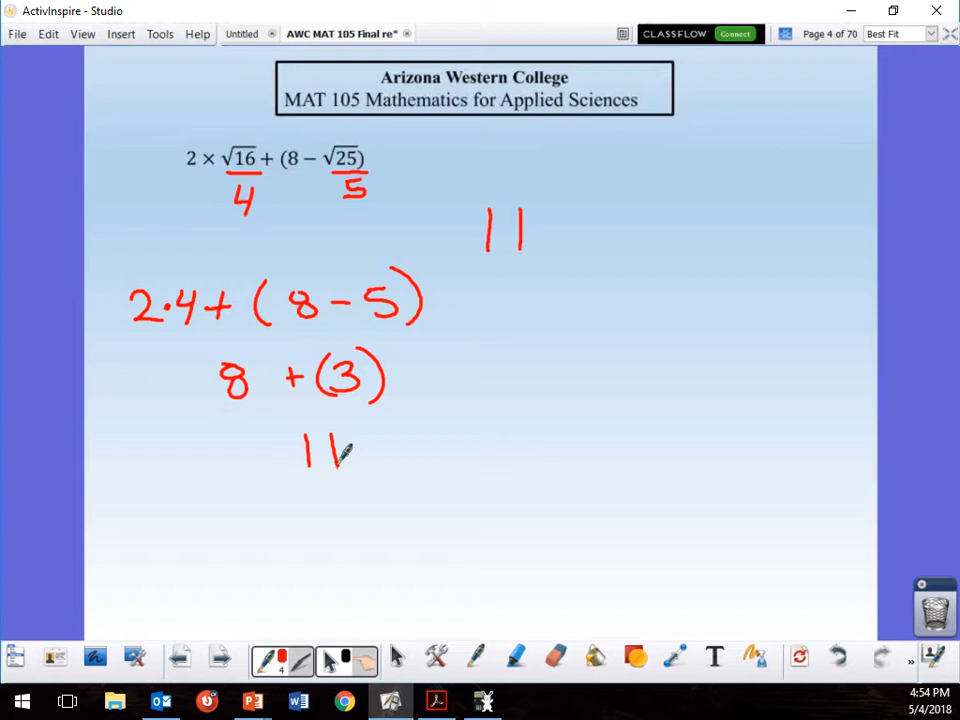 ActivInspire - Studio
File Edit View Insert Tools Help Untitled AWC MAT 105 Final re* CLASSFLOW Connect Page 4 of 70 Best Fit
Arizona Western College
MAT 105 Mathematics for Applied Sciences
2 × √16 + (8 − √25)
4 5
11
2·4+(8-5)
8 +(3)
11
4 T »
4:54 PM
5/4/2018